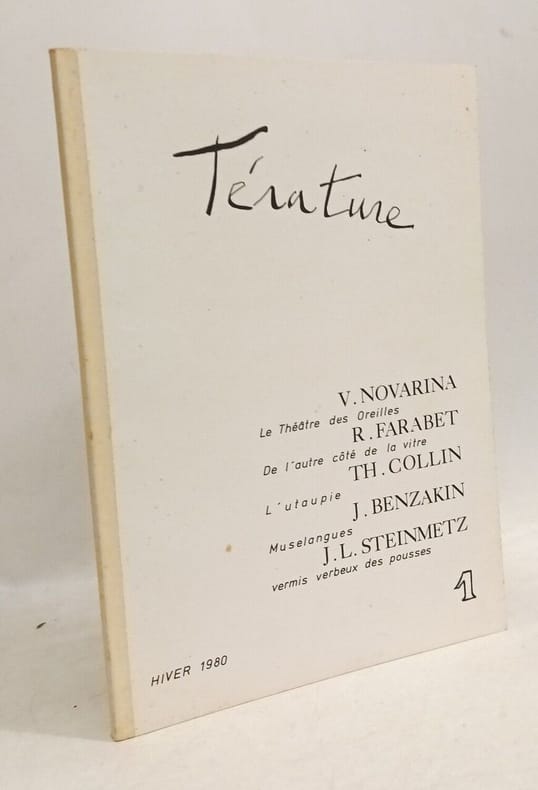 Térature
V. NOVARINA
Le Théâtre des Oreilles
R. FARABET
De l'autre côté de la vitre
TH. COLLIN
L'utaupie
J. BENZAKIN
Muselangues
J. L. STEINMETZ
vermis verbeux des pousses
1
HIVER 1980